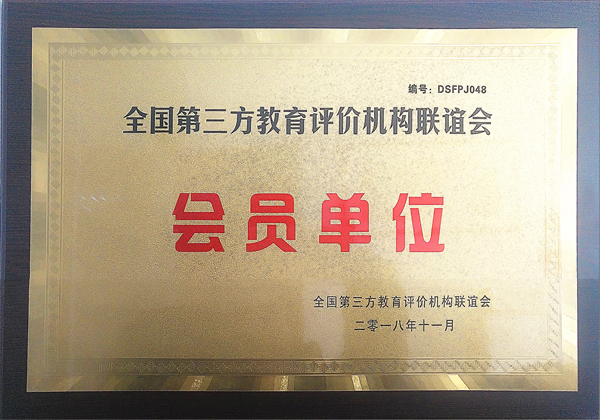 编号：DSFPJ048
全国第三方教育评价机构联谊会
会员单位
全国第三方教育评价机构联谊会
二零一八年十一月